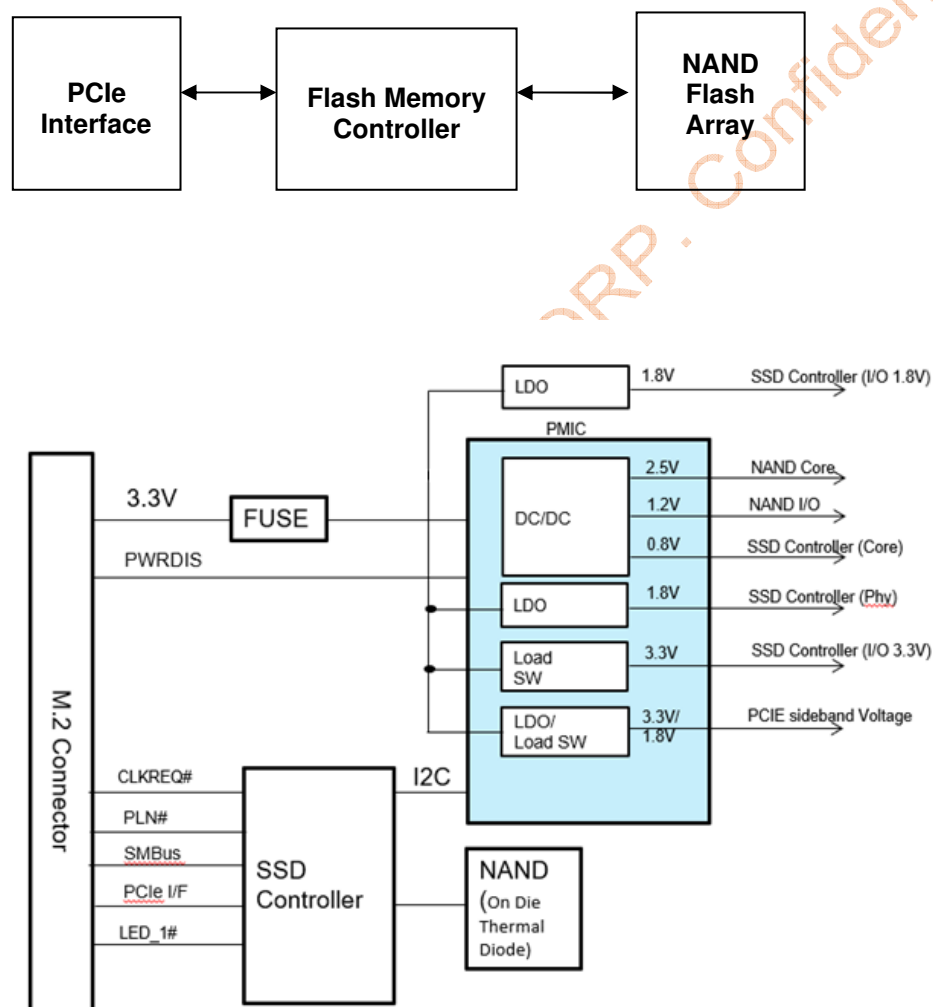 PCIe
Interface
Flash Memory
Controller
NAND
Flash
Array
ORP. Confiden
LDO
1.8V
SSD Controller (I/O 1.8V)
PMIC
3.3V
FUSE
PWRDIS
DC/DC
2.5V
NAND Core
1.2V
NAND I/O
0.8V
SSD Controller (Core)
LDO
1.8V
SSD Controller (Phy)
Load
SW
3.3V
SSD Controller (I/O 3.3V)
LDO/
Load SW
3.3V/
1.8V
PCIE sideband Voltage
M.2 Connector
CLKREQ#
PLN#
SMBus
PCIe I/F
LED_1#
SSD
Controller
I2C
NAND
(On Die
Thermal
Diode)